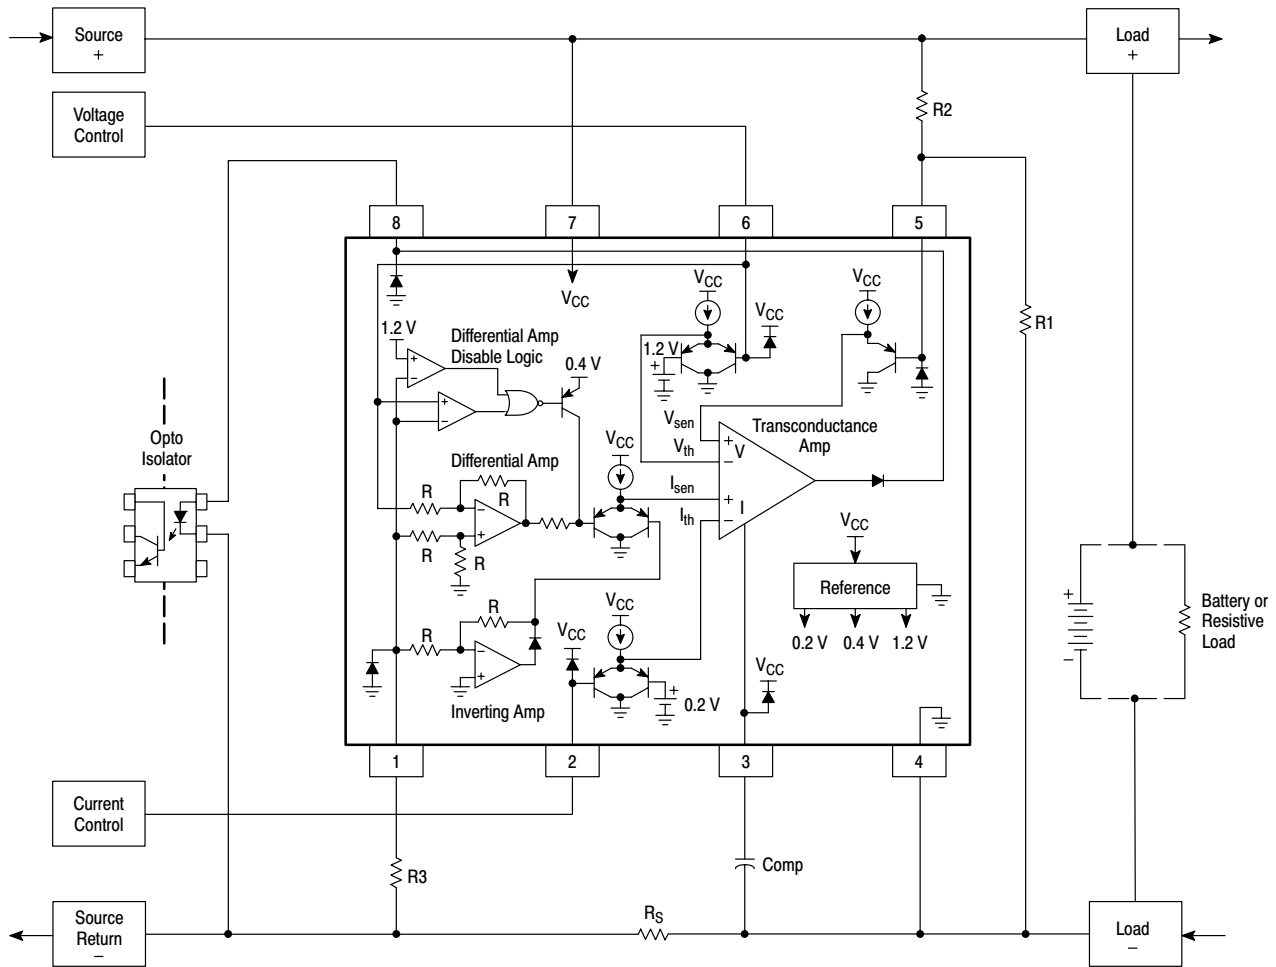 Source
+
Load
+
Voltage
Control
R2
8
7
6
5
VCC
VCC
VCC
VCC
1.2 V
Differential Amp
Disable Logic
0.4 V
1.2 V
+
R1
+
−
+
−
Vsen
Vth
+
V
−
Transconductance
Amp
Opto
Isolator
VCC
Differential Amp
Isen
Ith
+
I
−
R
R
−
+
R
R
VCC
Reference
0.2 V
0.4 V
1.2 V
+
−
Battery or
Resistive
Load
R
R
−
+
VCC
VCC
VCC
+
0.2 V
Inverting Amp
1
2
3
4
Current
Control
R3
Comp
Source
Return
−
RS
Load
−